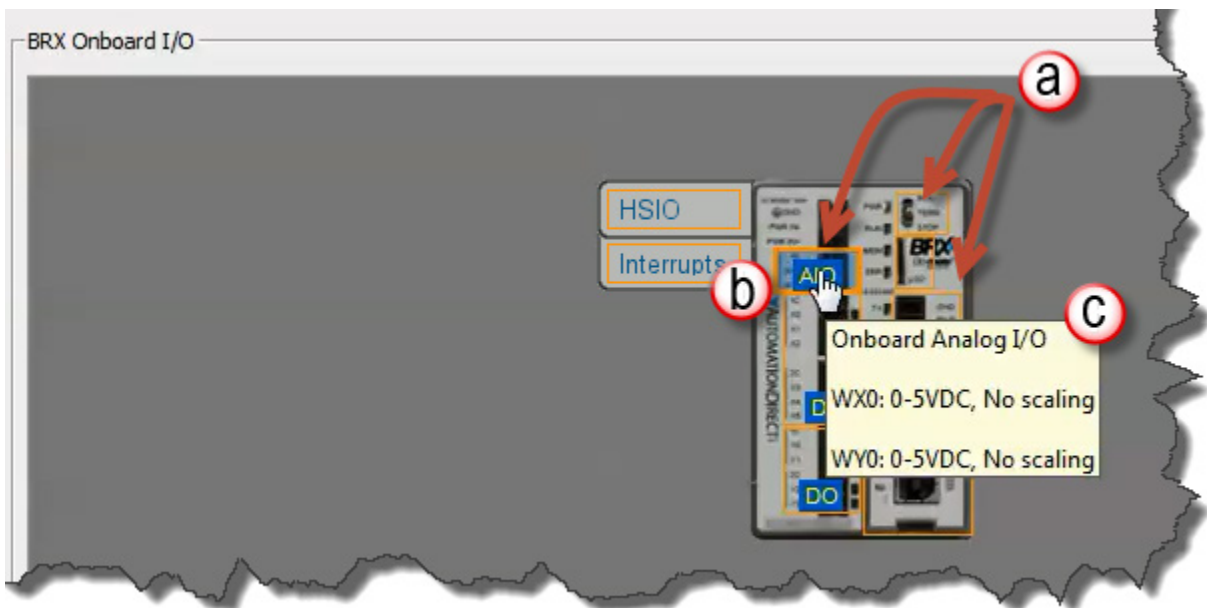 BRX Onboard I/O
a
HSIO
Interrupts
b
AIO
BRX
c
Onboard Analog I/O
WX0: 0-5VDC, No scaling
WY0: 0-5VDC, No scaling
AUTOMATIONDIRECT
DO